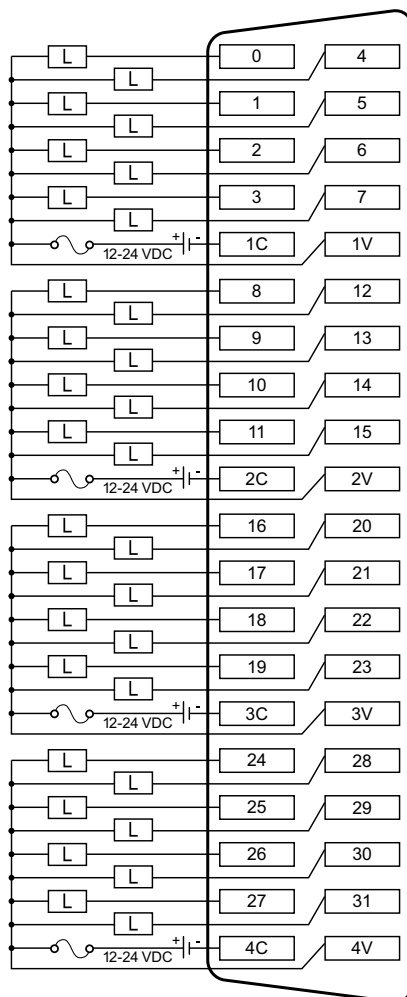 L 0 4
L
L 1 5
L
L 2 6
L
L 3 7
L
+ - 1C 1V
12-24 VDC
L 8 12
L
L 9 13
L
L 10 14
L
L 11 15
L
+ - 2C 2V
12-24 VDC
L 16 20
L
L 17 21
L
L 18 22
L
L 19 23
L
+ - 3C 3V
12-24 VDC
L 24 28
L
L 25 29
L
L 26 30
L
L 27 31
L
+ - 4C 4V
12-24 VDC